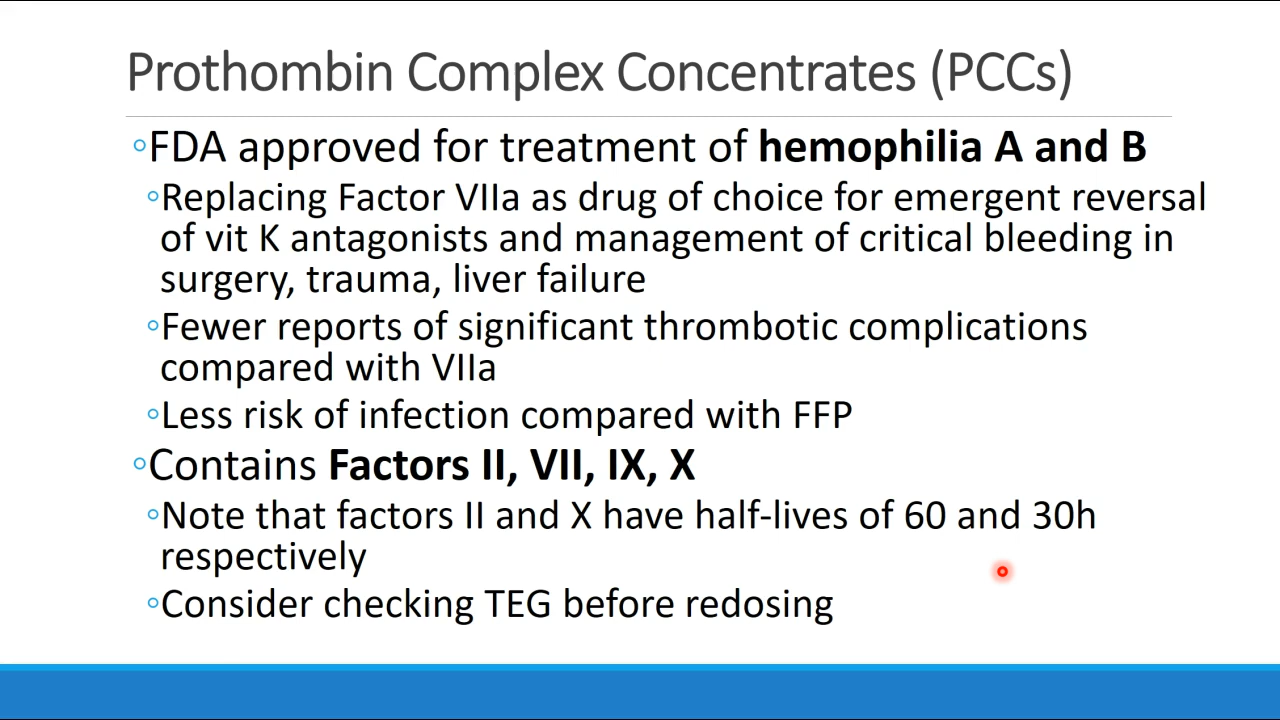 Prothombin Complex Concentrates (PCCs)
◦FDA approved for treatment of hemophilia A and B
◦Replacing Factor VIIa as drug of choice for emergent reversal
of vit K antagonists and management of critical bleeding in
surgery, trauma, liver failure
◦Fewer reports of significant thrombotic complications
compared with VIIa
◦Less risk of infection compared with FFP
◦Contains Factors II, VII, IX, X
◦Note that factors II and X have half-lives of 60 and 30h
respectively
◦Consider checking TEG before redosing